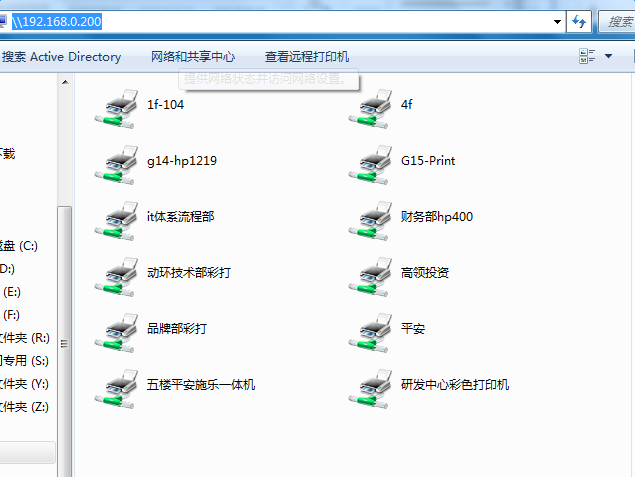 \\192.168.0.200
搜索
搜索 Active Directory
网络和共享中心
查看远程打印机
提供网络状态并访问网络设置。
1f-104
4f
下载
g14-hp1219
G15-Print
it体系流程部
财务部hp400
磁盘 (C:)
D:)
动环技术部彩打
高领投资
(E:)
(F:)
品牌部彩打
平安
文件夹 (R:)
专用 (S:)
文件夹 (Y:)
五楼平安施乐一体机
研发中心彩色打印机
文件夹 (Z:)